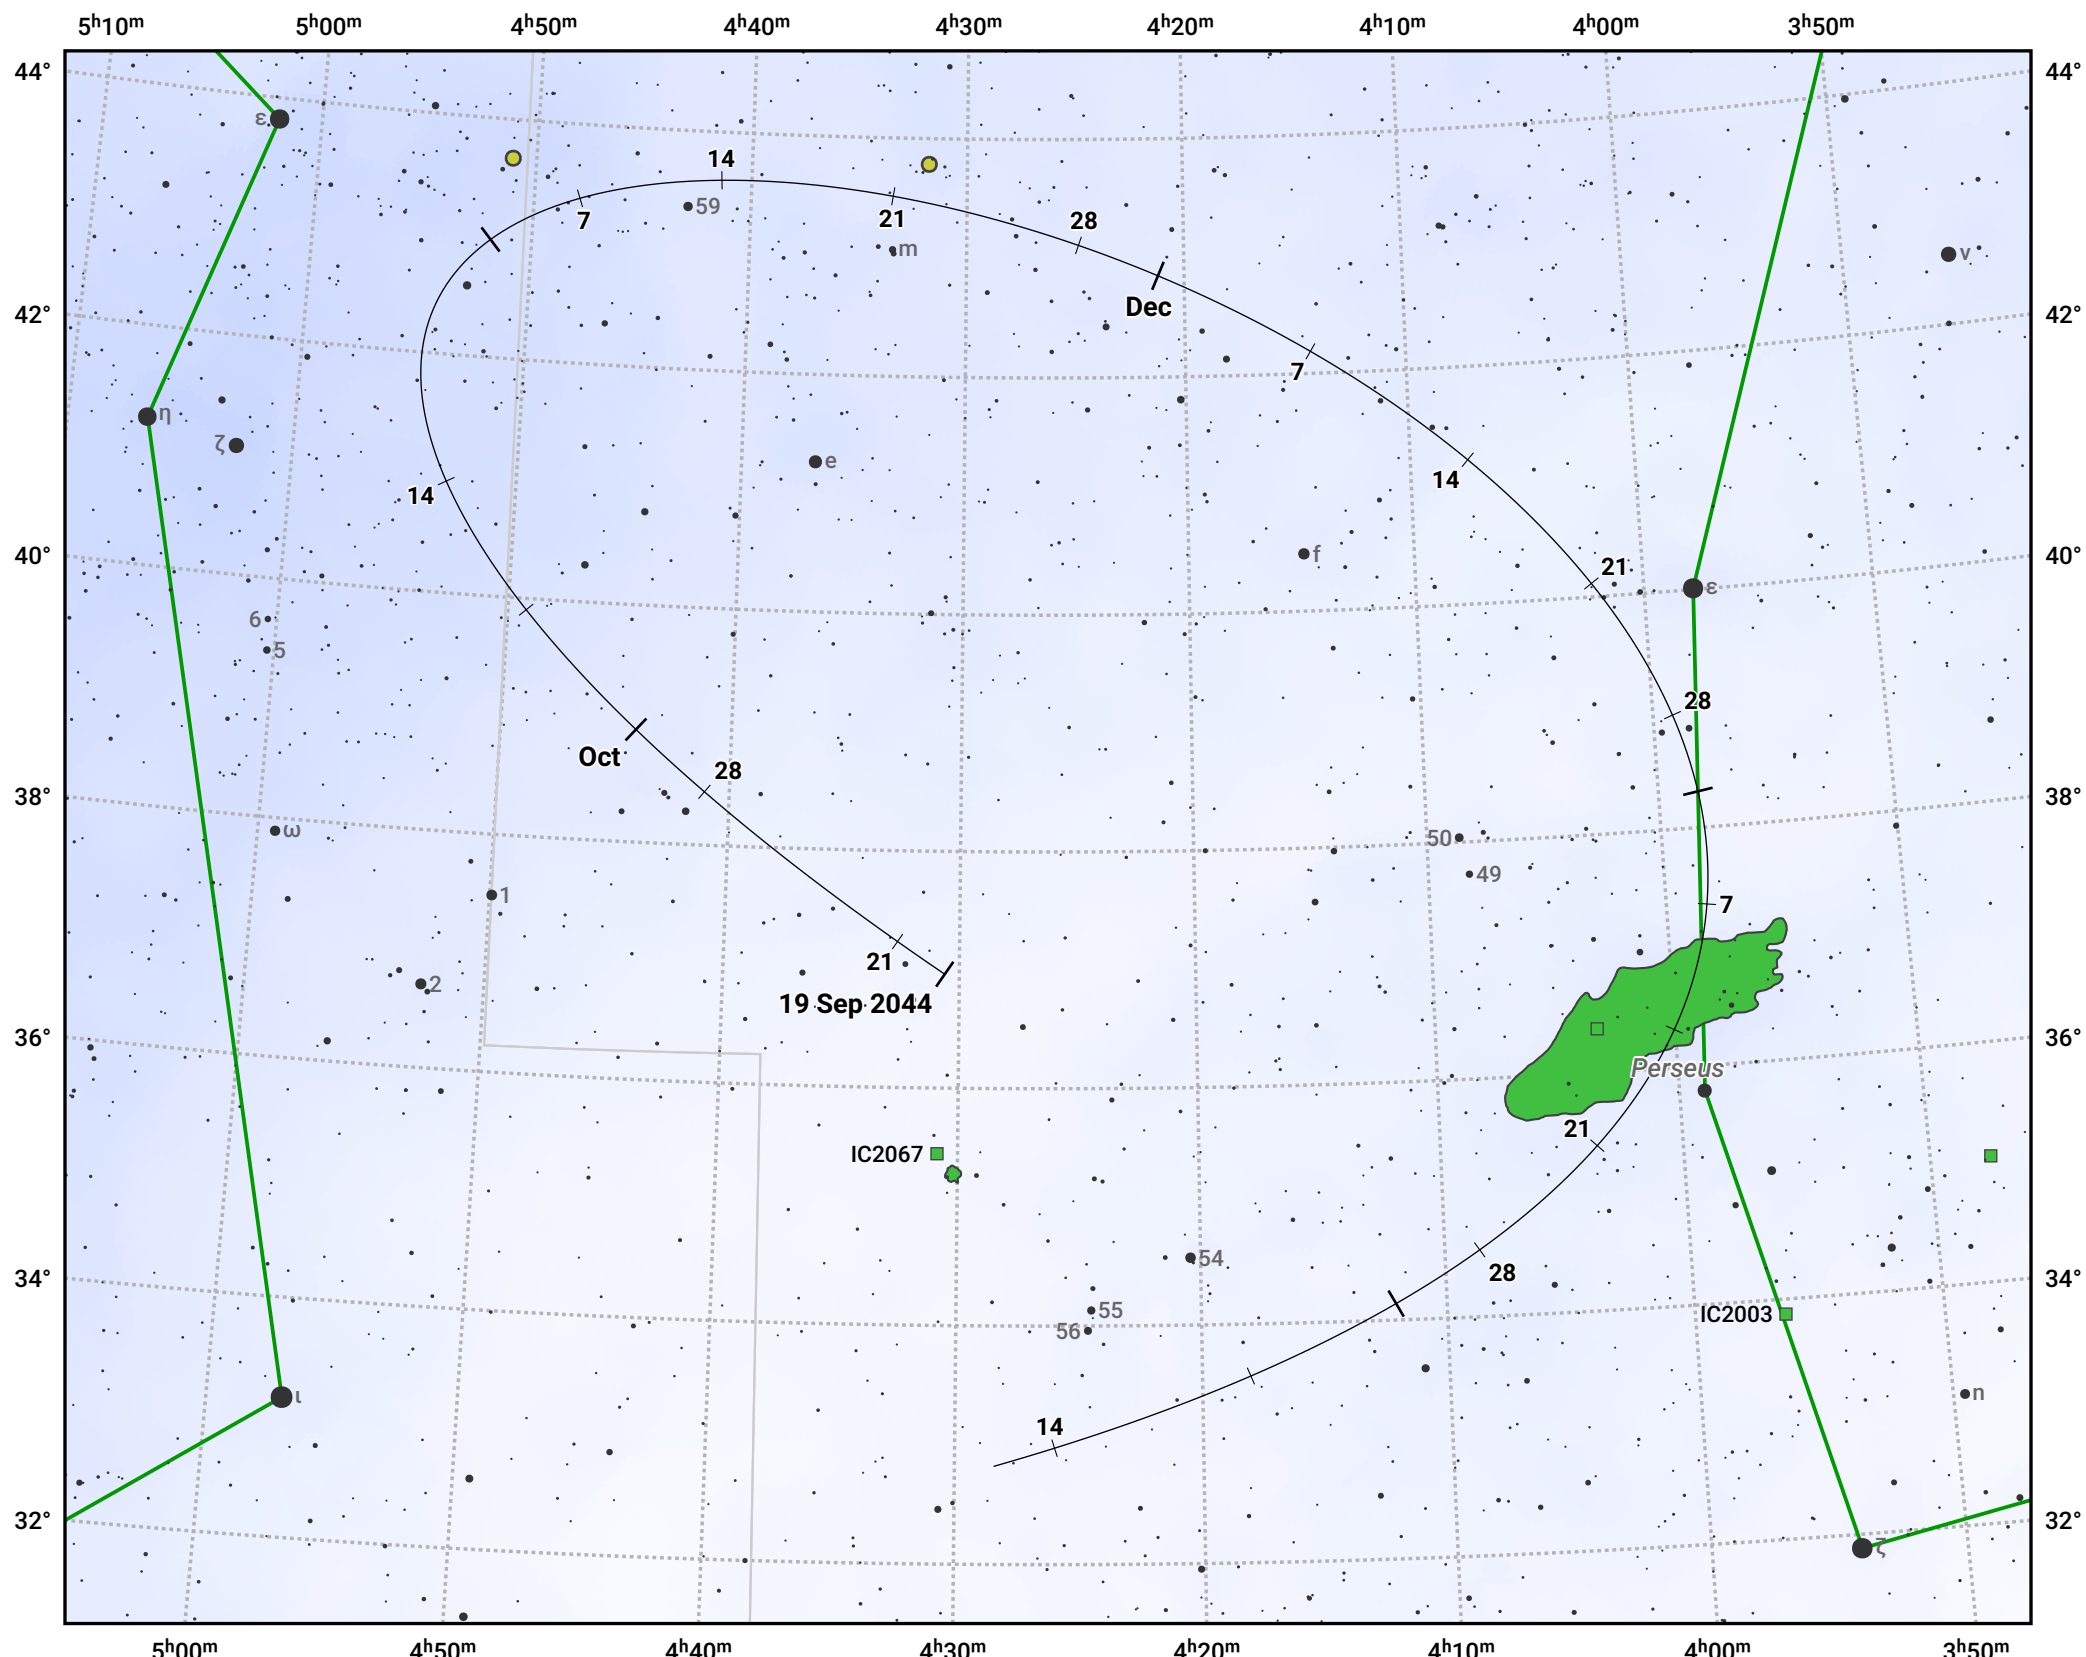 5h10m 5h00m 4h50m 4h40m 4h30m 4h20m 4h10m 4h00m 3h50m
44° 44°
ε
14
59
7 21 28
m
ν
Dec
42° 42°
7
η
ζ
e
14
14
40° f 21 40°
ε
6
5
28
Oct
28
38° 38°
ω 50
49
1
7
21
2
19 Sep 2044
36° 36°
Perseus
21
IC2067
54
28
34° 34°
55
IC2003
56
n
ι
14
32° 32°
ζ
5h00m 4h50m 4h40m 4h30m 4h20m 4h10m 4h00m 3h50m